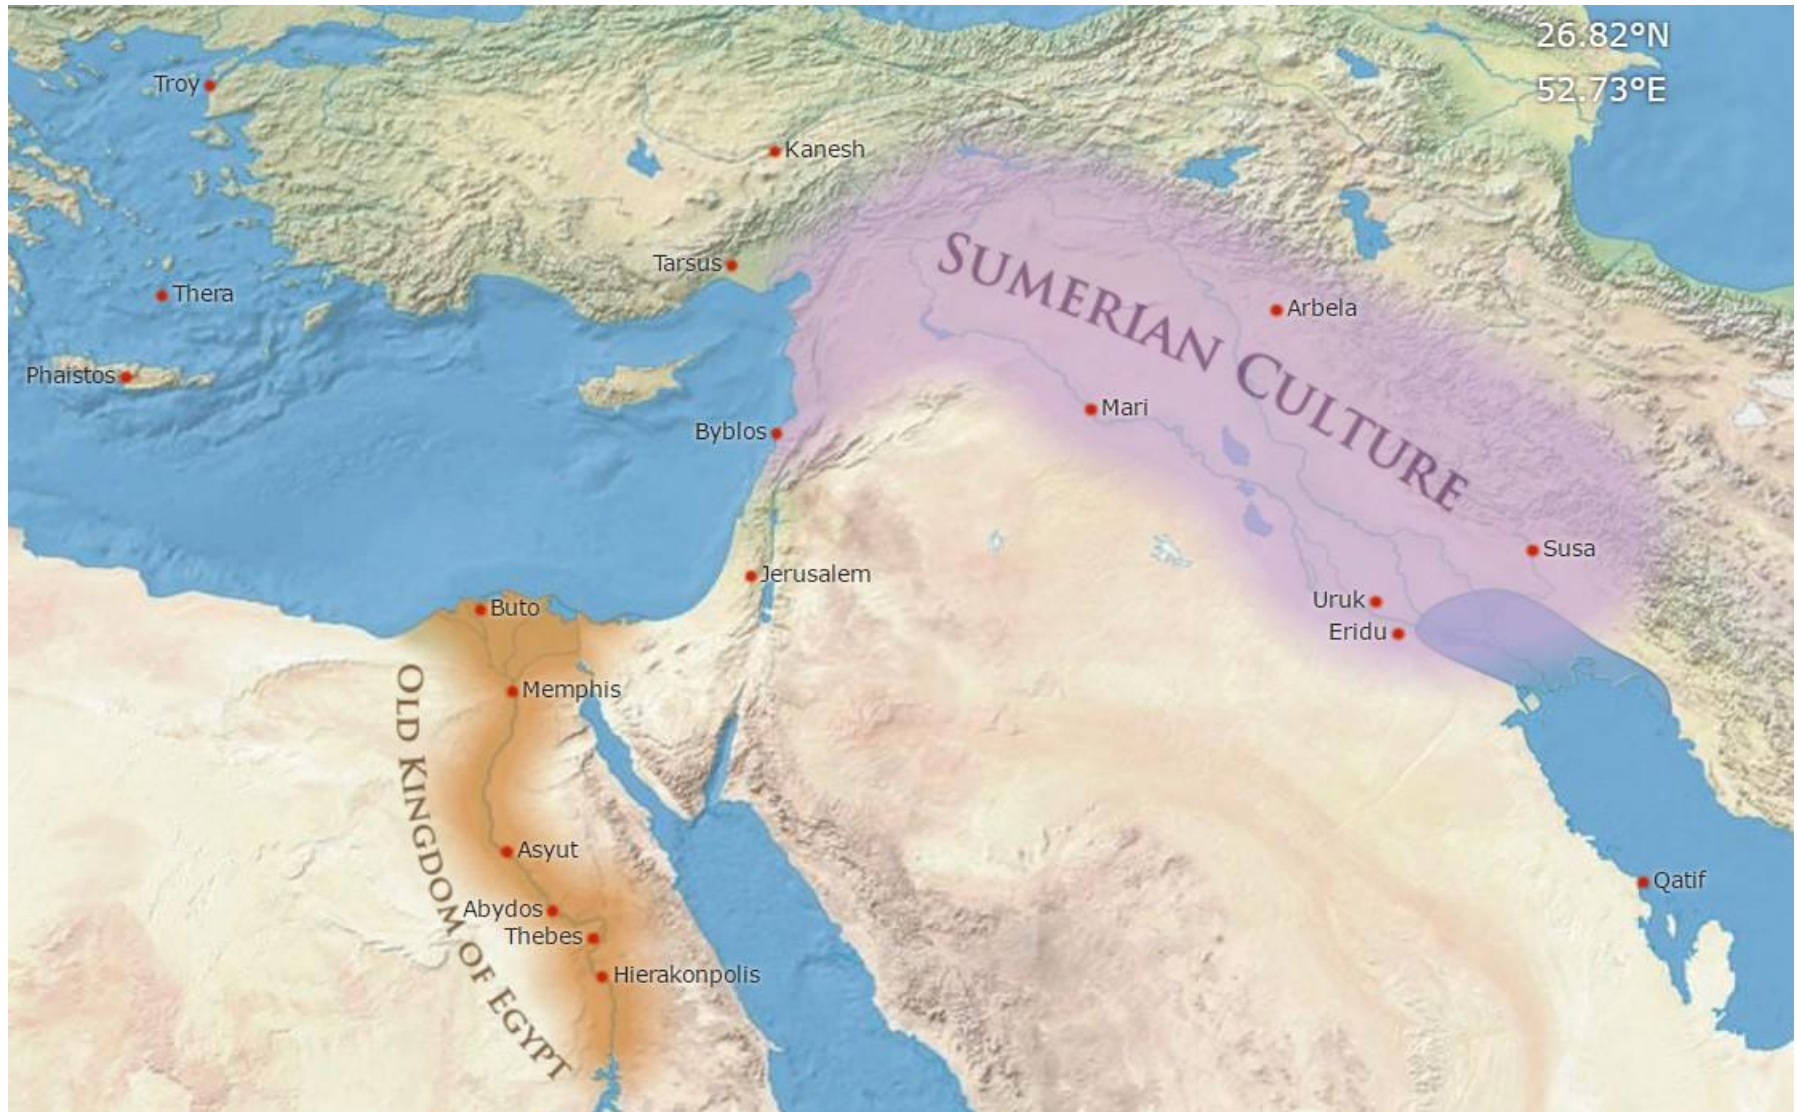 26.82°N
52.73°E
Troy
Kanesh
Tarsus
Thera
SUMERIAN CULTURE
Arbela
Phaistos
Mari
Byblos
Susa
Jerusalem
Uruk
Buto
Eridu
Memphis
OLD KINGDOM OF EGYPT
Asyut
Qatif
Abydos
Thebes
Hierakonpolis